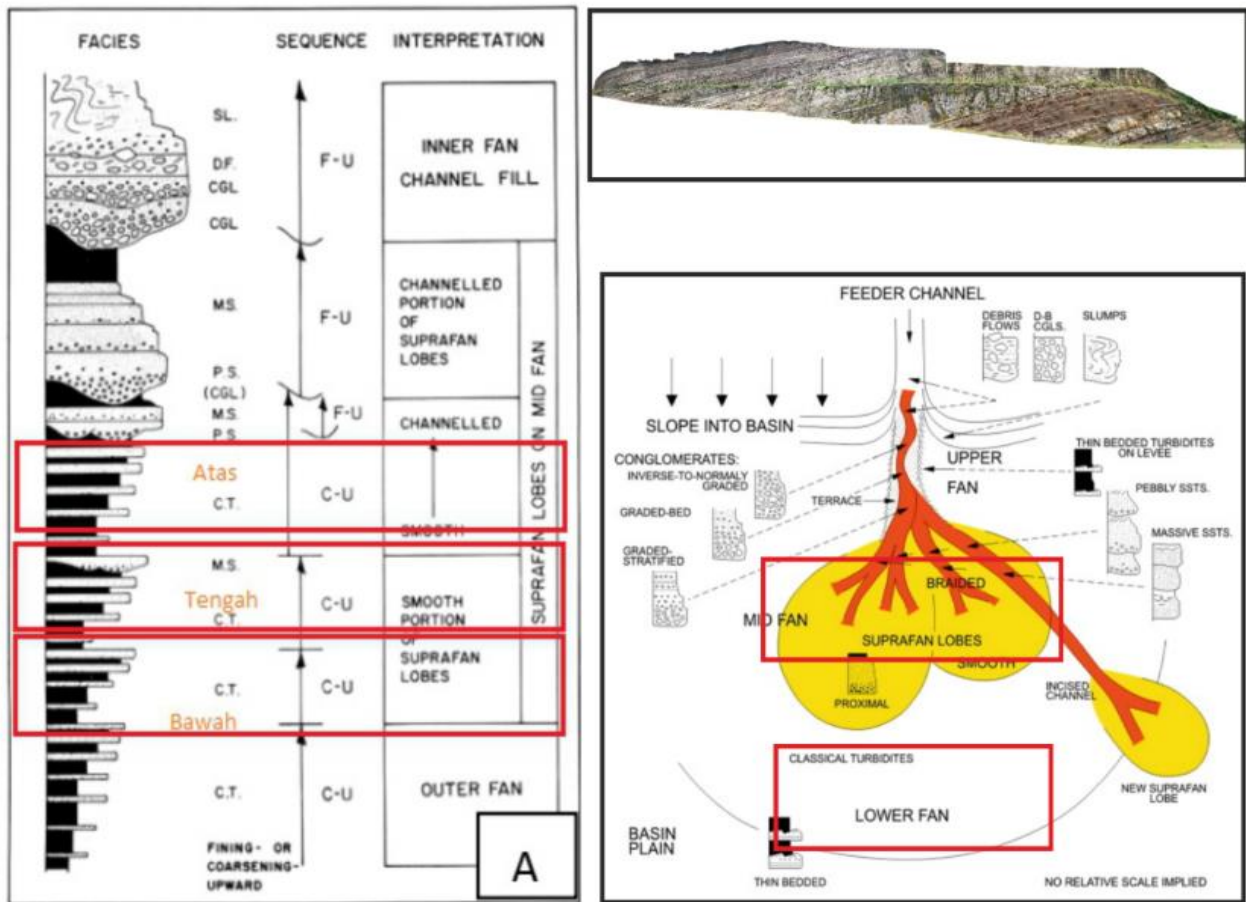 FACIES SEQUENCE INTERPRETATION
SL.
D.F.
CGL
CGL
F-U
INNER FAN
CHANNEL FILL
M.S.
P.S.
(CGL)
F-U
CHANNELLED
PORTION
OF
SUPRAFAN
LOBES
M.S.
P.S.
F-U
CHANNELLED
Atas
C.T.
C-U
SMOOTH
M.S.
Tengah
C.T.
C-U
SMOOTH
PORTION
OF
SUPRAFAN
LOBES
C.T.
C-U
Bawah
SUPRAFAN LOBES ON MID FAN
C.T.
C-U
OUTER FAN
FINING- OR
COARSENING-
UPWARD
A
FEEDER CHANNEL
DEBRIS
FLOWS
D-B
CGLS.
SLUMPS
SLOPE INTO BASIN
CONGLOMERATES:
INVERSE-TO-NORMALY
GRADED
UPPER
FAN
THIN BEDDED TURBIDITES
ON LEVEE
TERRACE
PEBBLY SSTS.
GRADED-BED
MASSIVE SSTS.
GRADED-
STRATIFIED
BRAIDED
MID FAN
SUPRAFAN LOBES
SMOOTH
PROXIMAL
INCISED
CHANNEL
NEW SUPRAFAN
LOBE
CLASSICAL TURBIDITES
LOWER FAN
BASIN
PLAIN
THIN BEDDED
NO RELATIVE SCALE IMPLIED